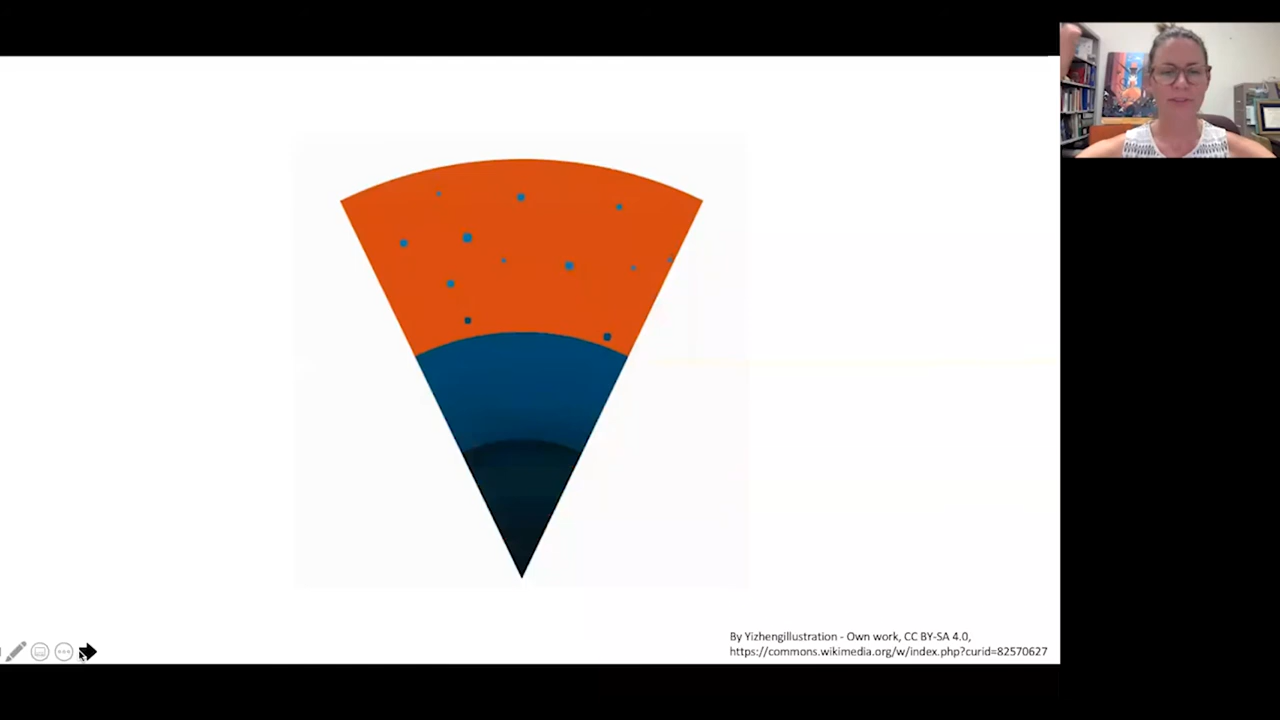 By Yizhengillustration - Own work, CC BY-SA 4.0,
https://commons.wikimedia.org/w/index.php?curid=82570627